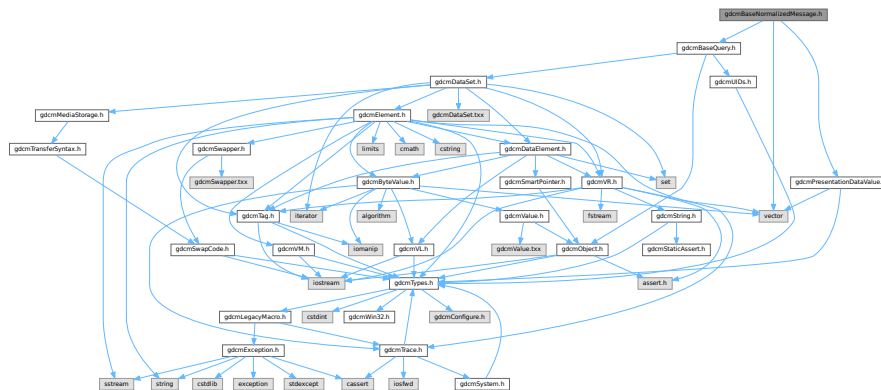 gdcmBaseNormalizedMessage.h
gdcmBaseQuery.h
gdcmDataSet.h
gdcmUIDs.h
gdcmMediaStorage.h
gdcmElement.h
gdcmDataSet.txx
gdcmTransferSyntax.h
gdcmSwapper.h
limits
cmath
cstring
gdcmDataElement.h
gdcmSwapper.txx
gdcmByteValue.h
gdcmSmartPointer.h
gdcmVR.h
set
gdcmPresentationDataValue.
gdcmTag.h
iterator
algorithm
gdcmValue.h
fstream
gdcmString.h
vector
gdcmSwapCode.h
gdcmVM.h
iomanip
gdcmVL.h
gdcmValue.txx
gdcmObject.h
gdcmStaticAssert.h
iostream
gdcmTypes.h
assert.h
gdcmLegacyMacro.h
cstdint
gdcmWin32.h
gdcmConfigure.h
gdcmException.h
gdcmTrace.h
sstream
string
cstdlib
exception
stdexcept
cassert
iosfwd
gdcmSystem.h